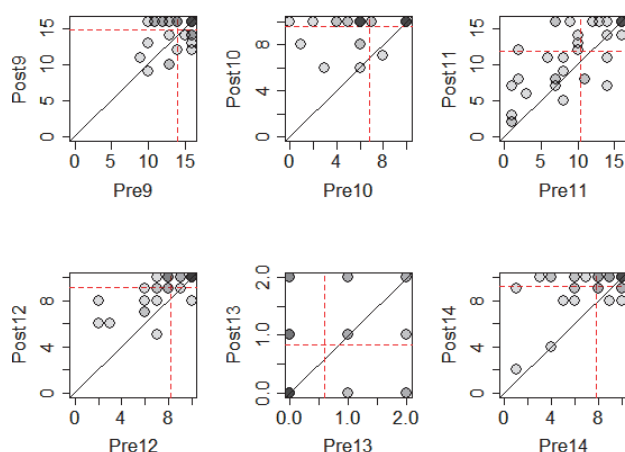 Post9
0 5 10 15
0 5 10 15
Pre9
Post10
0 4 8
0 2 4 6 8 10
Pre10
Post11
0 5 10 15
0 5 10 15
Pre11
Post12
0 4 8
0 4 8
Pre12
Post13
0.0 1.0 2.0
0.0 1.0 2.0
Pre13
Post14
0 4 8
0 4 8
Pre14